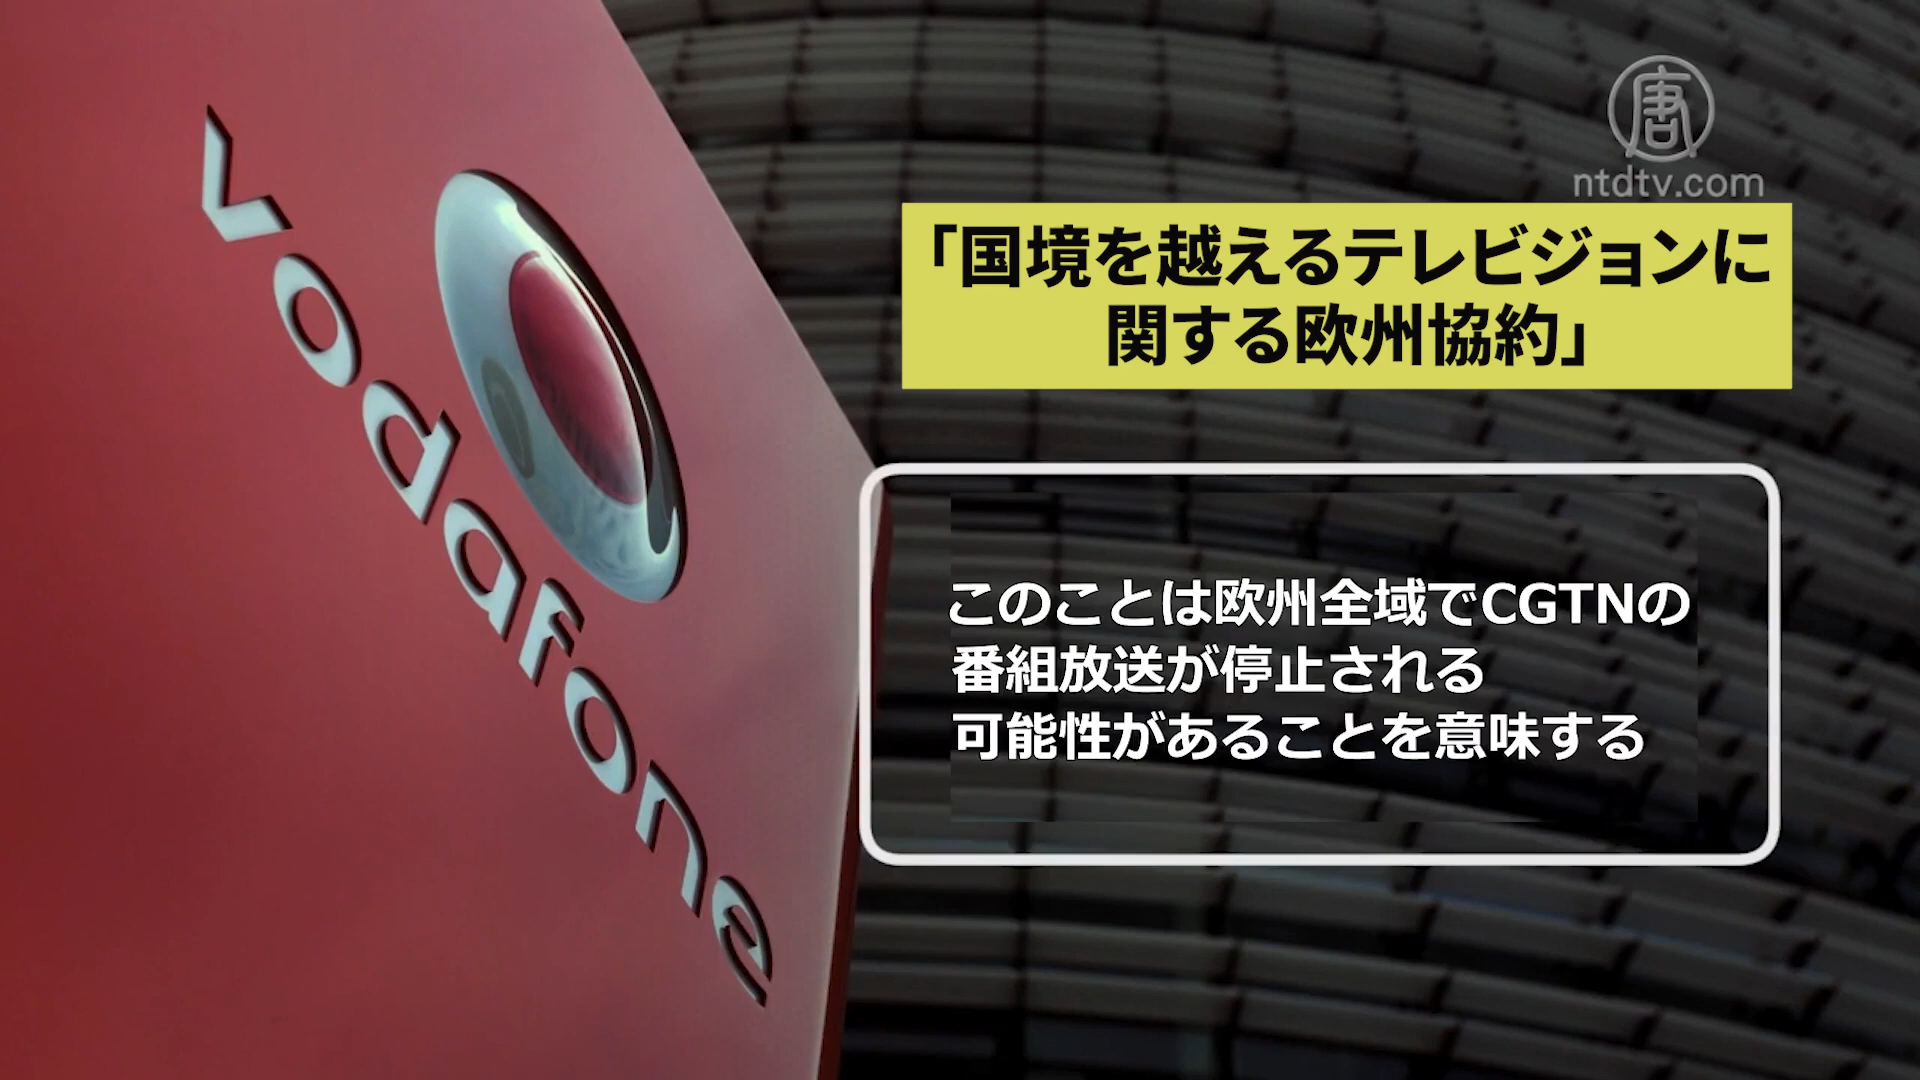 唐
ntdtv.com
vodafone
「国境を越えるテレビジョンに
関する欧州協約」
このことは欧州全域でCGTNの
番組放送が停止される
可能性があることを意味する